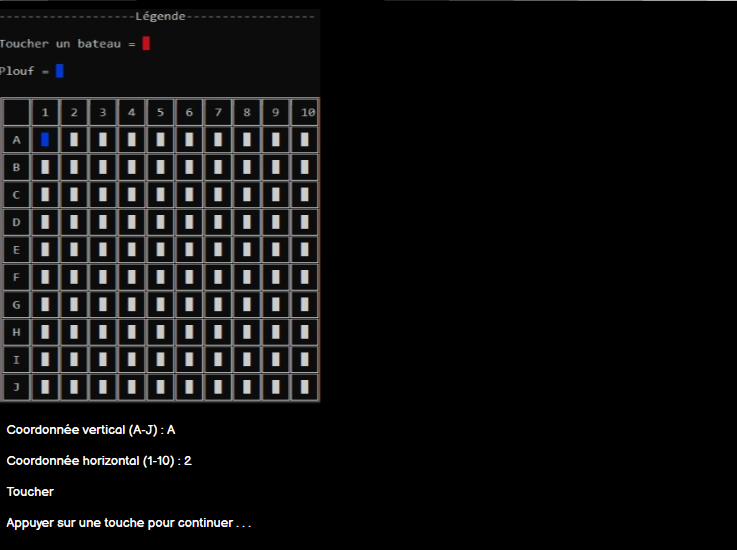 --------------------Légende-------------------
Toucher un bateau =
Plouf =
1 2 3 4 5 6 7 8 9 10
A
B
C
D
E
F
G
H
I
J
Coordonnée vertical (A-J) : A
Coordonnée horizontal (1-10) : 2
Toucher
Appuyer sur une touche pour continuer . . .